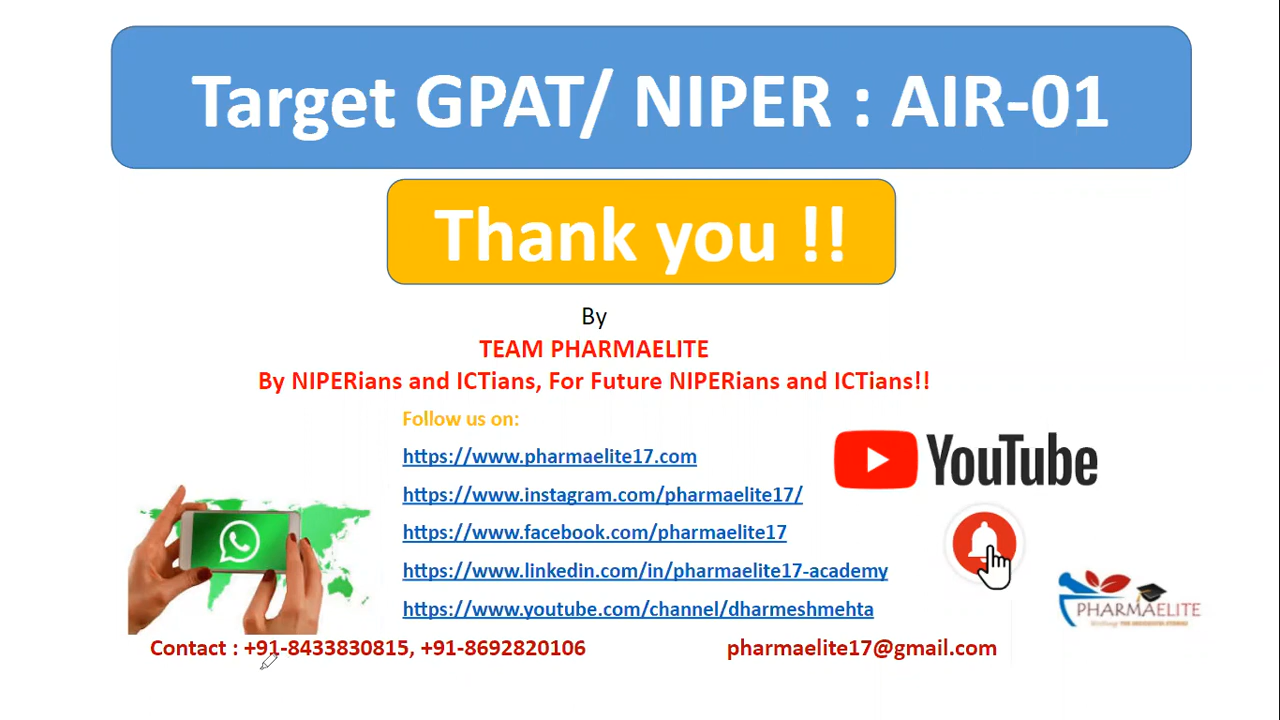 Target GPAT/ NIPER : AIR-01
Thank you !!
By
TEAM PHARMAELITE
By NIPERians and ICTians, For Future NIPERians and ICTians!!
Follow us on:
https://www.pharmaelite17.com
https://www.instagram.com/pharmaelite17/
https://www.facebook.com/pharmaelite17
https://www.linkedin.com/in/pharmaelite17-academy
https://www.youtube.com/channel/dharmeshmehta
YouTube
PHARMAELITE
Contact : +91-8433830815, +91-8692820106
pharmaelite17@gmail.com